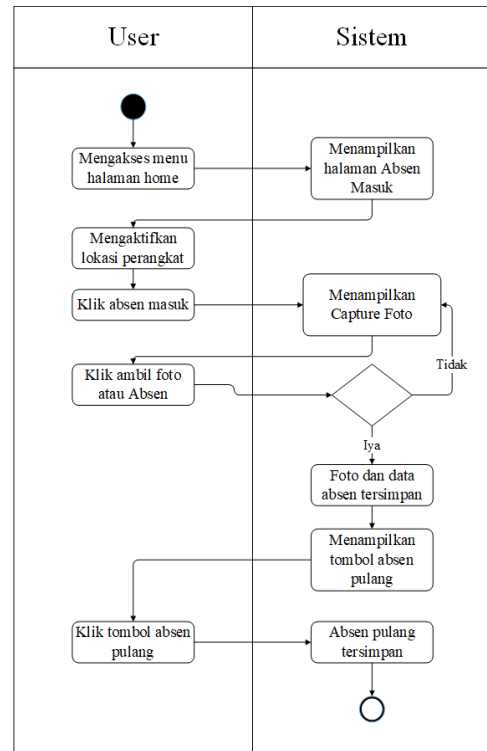 User
Sistem
Mengakses menu
halaman home
Menampilkan
halaman Absen
Masuk
Mengaktifkan
lokasi perangkat
Klik absen masuk
Menampilkan
Capture Foto
Klik ambil foto
atau Absen
Tidak
Iya
Foto dan data
absen tersimpan
Menampilkan
tombol absen
pulang
Klik tombol absen
pulang
Absen pulang
tersimpan